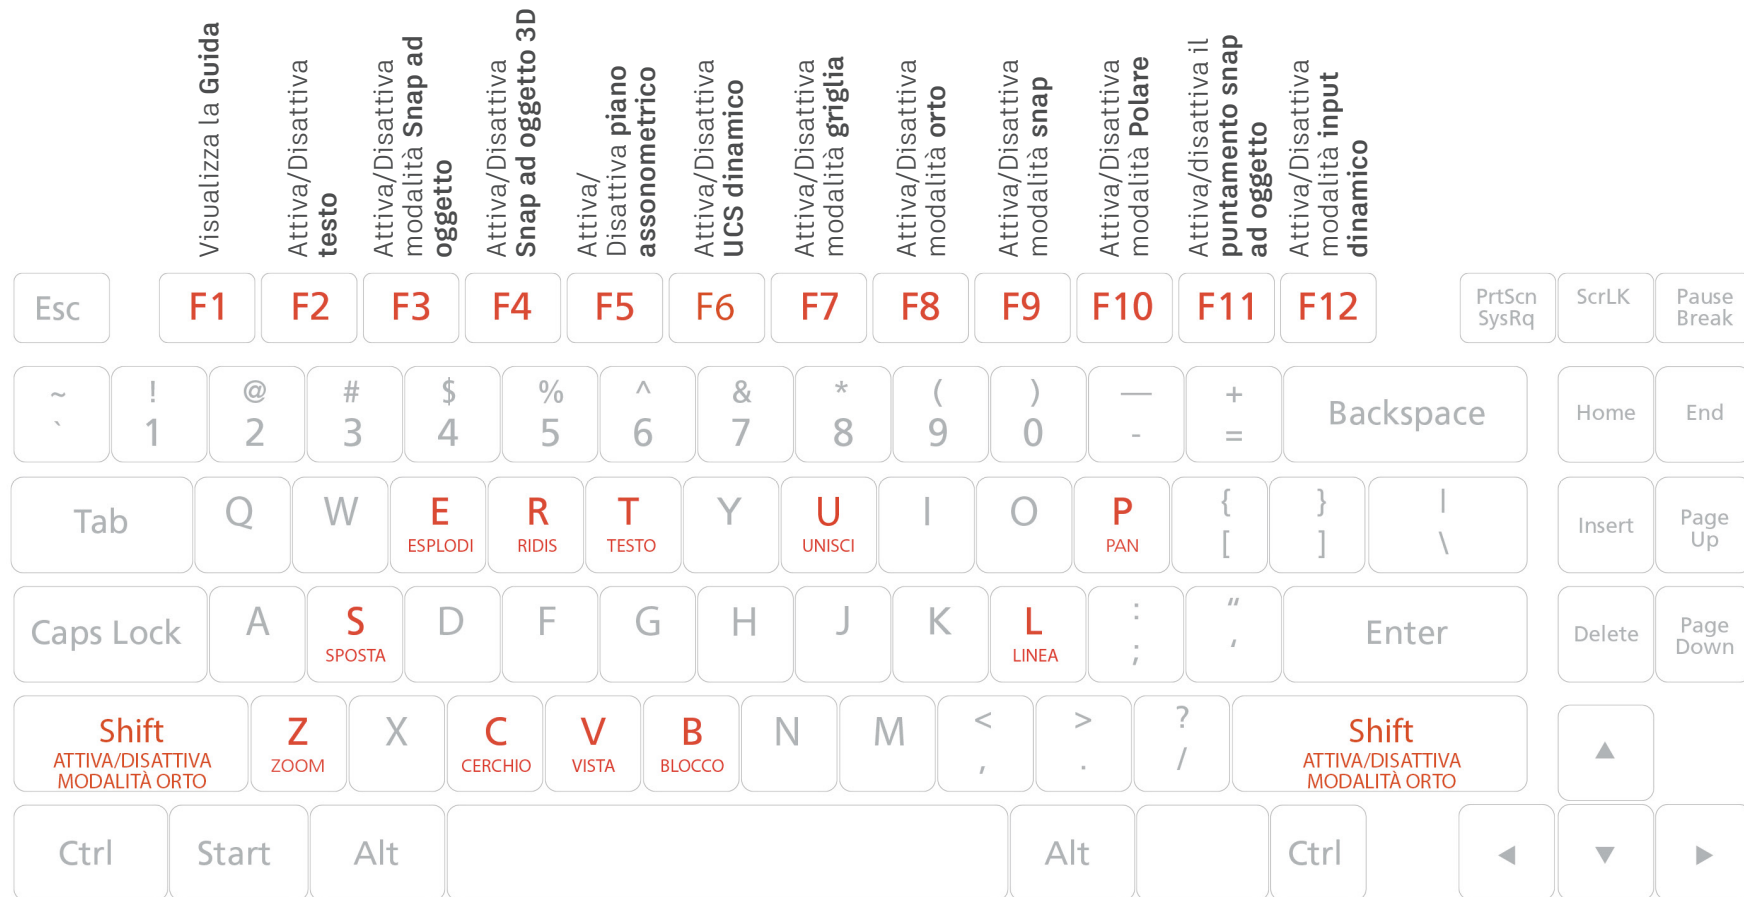 Visualizza la Guida
Attiva/Disattiva
testo
Attiva/Disattiva
modalità Snap ad
oggetto
Attiva/Disattiva
Snap ad oggetto 3D
Attiva/
Disattiva piano
assonometrico
Attiva/Disattiva
UCS dinamico
Attiva/Disattiva
modalità griglia
Attiva/Disattiva
modalità orto
Attiva/Disattiva
modalità snap
Attiva/Disattiva
modalità Polare
Attiva/disattiva il
puntamento snap
ad oggetto
Attiva/Disattiva
modalità input
dinamico
Esc F1 F2 F3 F4 F5 F6 F7 F8 F9 F10 F11 F12 PrtScn ScrLK Pause
SysRq Break
~ ! @ # $ % ^ & * ( ) — +
` 1 2 3 4 5 6 7 8 9 0 - = Backspace Home End
Tab Q W E R T Y U I O P { } |
[ ] \ Insert Page
Up
ESPLODI RIDIS TESTO UNISCI PAN
Caps Lock A S D F G H J K L : “
; ‘ Enter Delete Page
Down
SPOSTA LINEA
Shift Z X C V B N M < > ? Shift
, . /
ATTIVA/DISATTIVA ZOOM CERCHIO VISTA BLOCCO ATTIVA/DISATTIVA
MODALITÀ ORTO MODALITÀ ORTO
▲
Ctrl Start Alt Alt Ctrl ◀ ▼ ▶